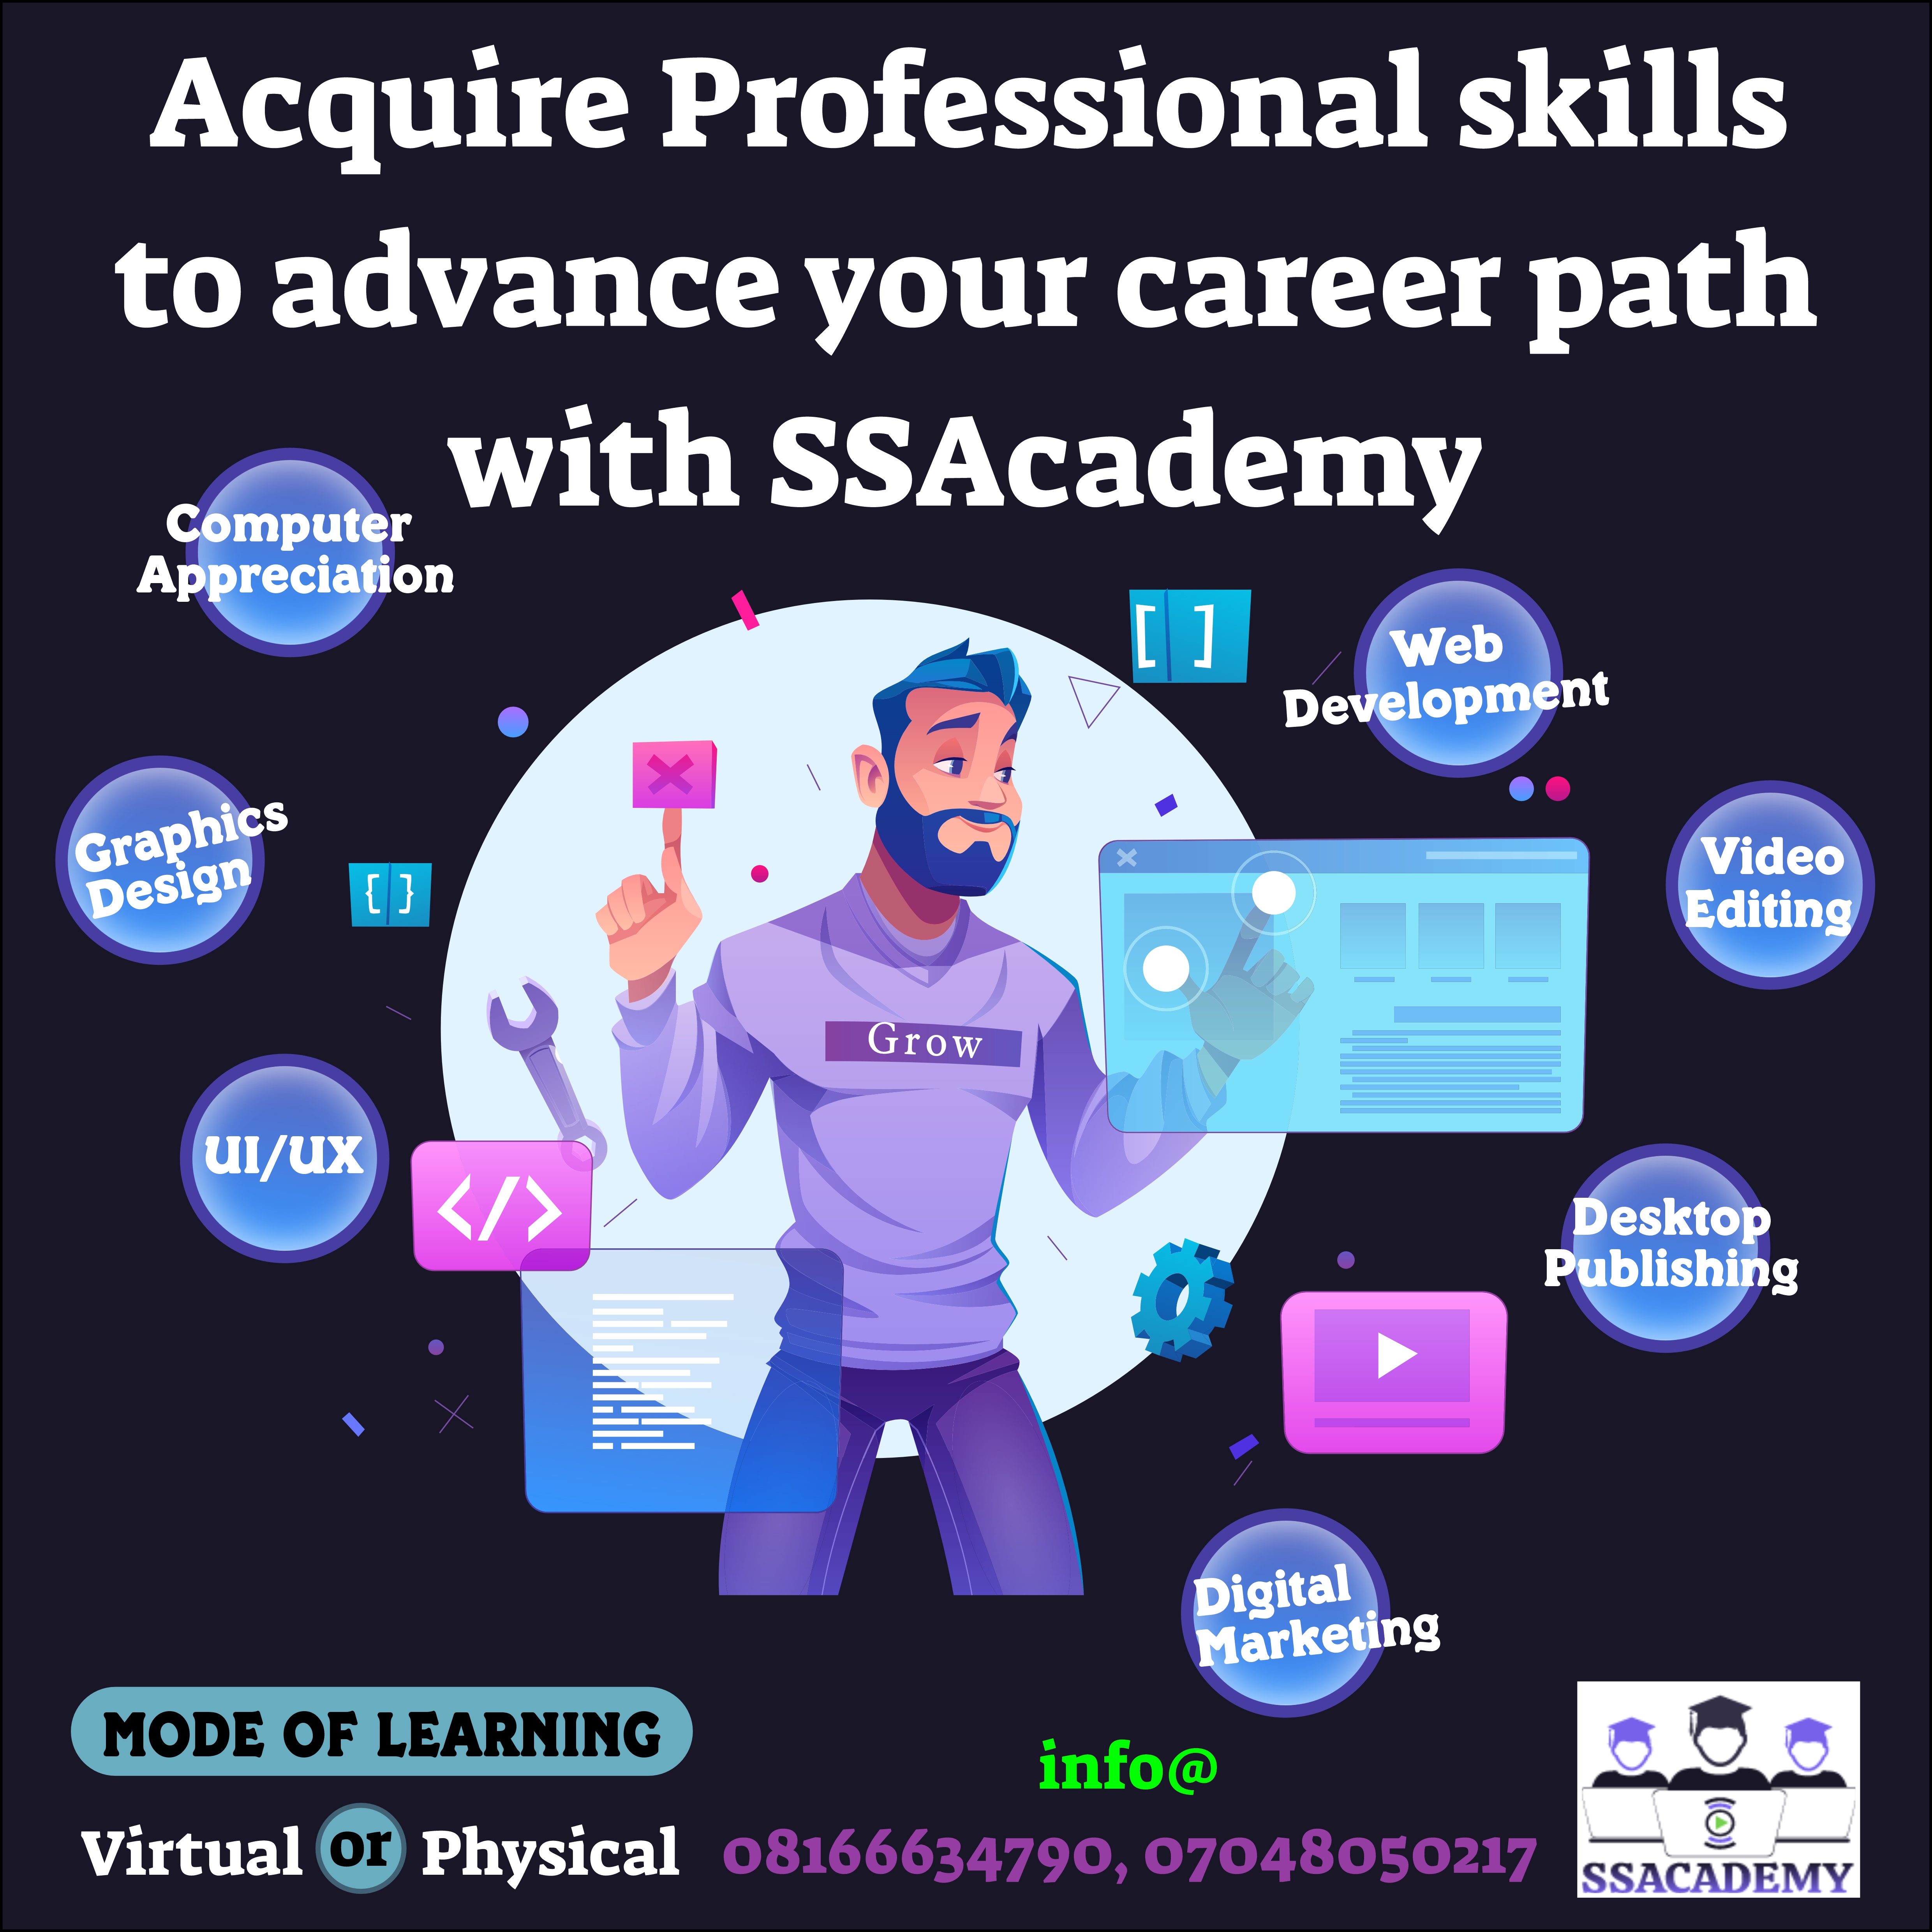 Acquire Professional skills
to advance your career path
with SSAcademy
Computer
Appreciation
Web
Development
Graphics
Design
Video
Editing
{ }
[ ]
Grow
UI/UX
</>
Desktop
Publishing
Digital
Marketing
MODE OF LEARNING
Virtual or Physical
info@
08166634790, 07048050217
SSACADEMY